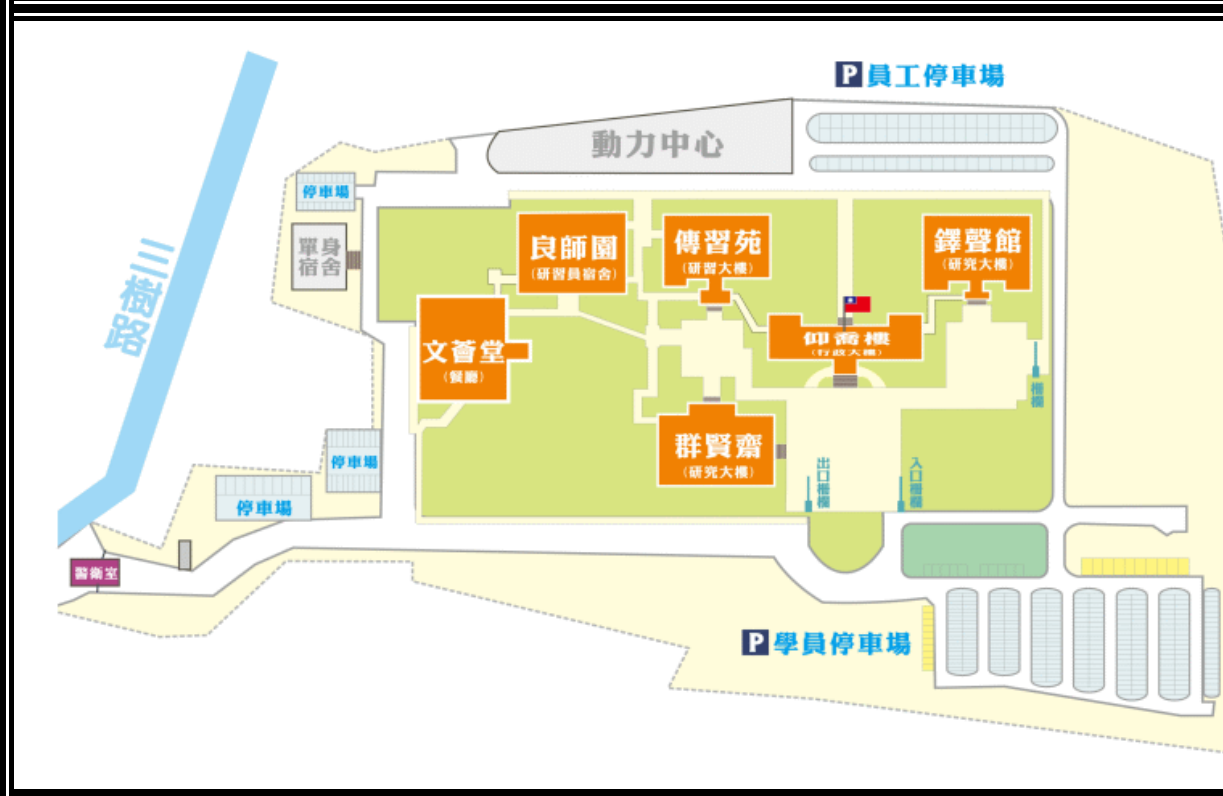 P 員工停車場
動力中心
停車場
單身
宿舍
三樹路
良師園
(研習員宿舍)
傳習苑
(研習大樓)
鐸聲館
(研究大樓)
仰喬樓
(行政大樓)
文薈堂
(餐廳)
柵欄
群賢齋
(研究大樓)
出口柵欄
入口柵欄
停車場
停車場
警衛室
P 學員停車場